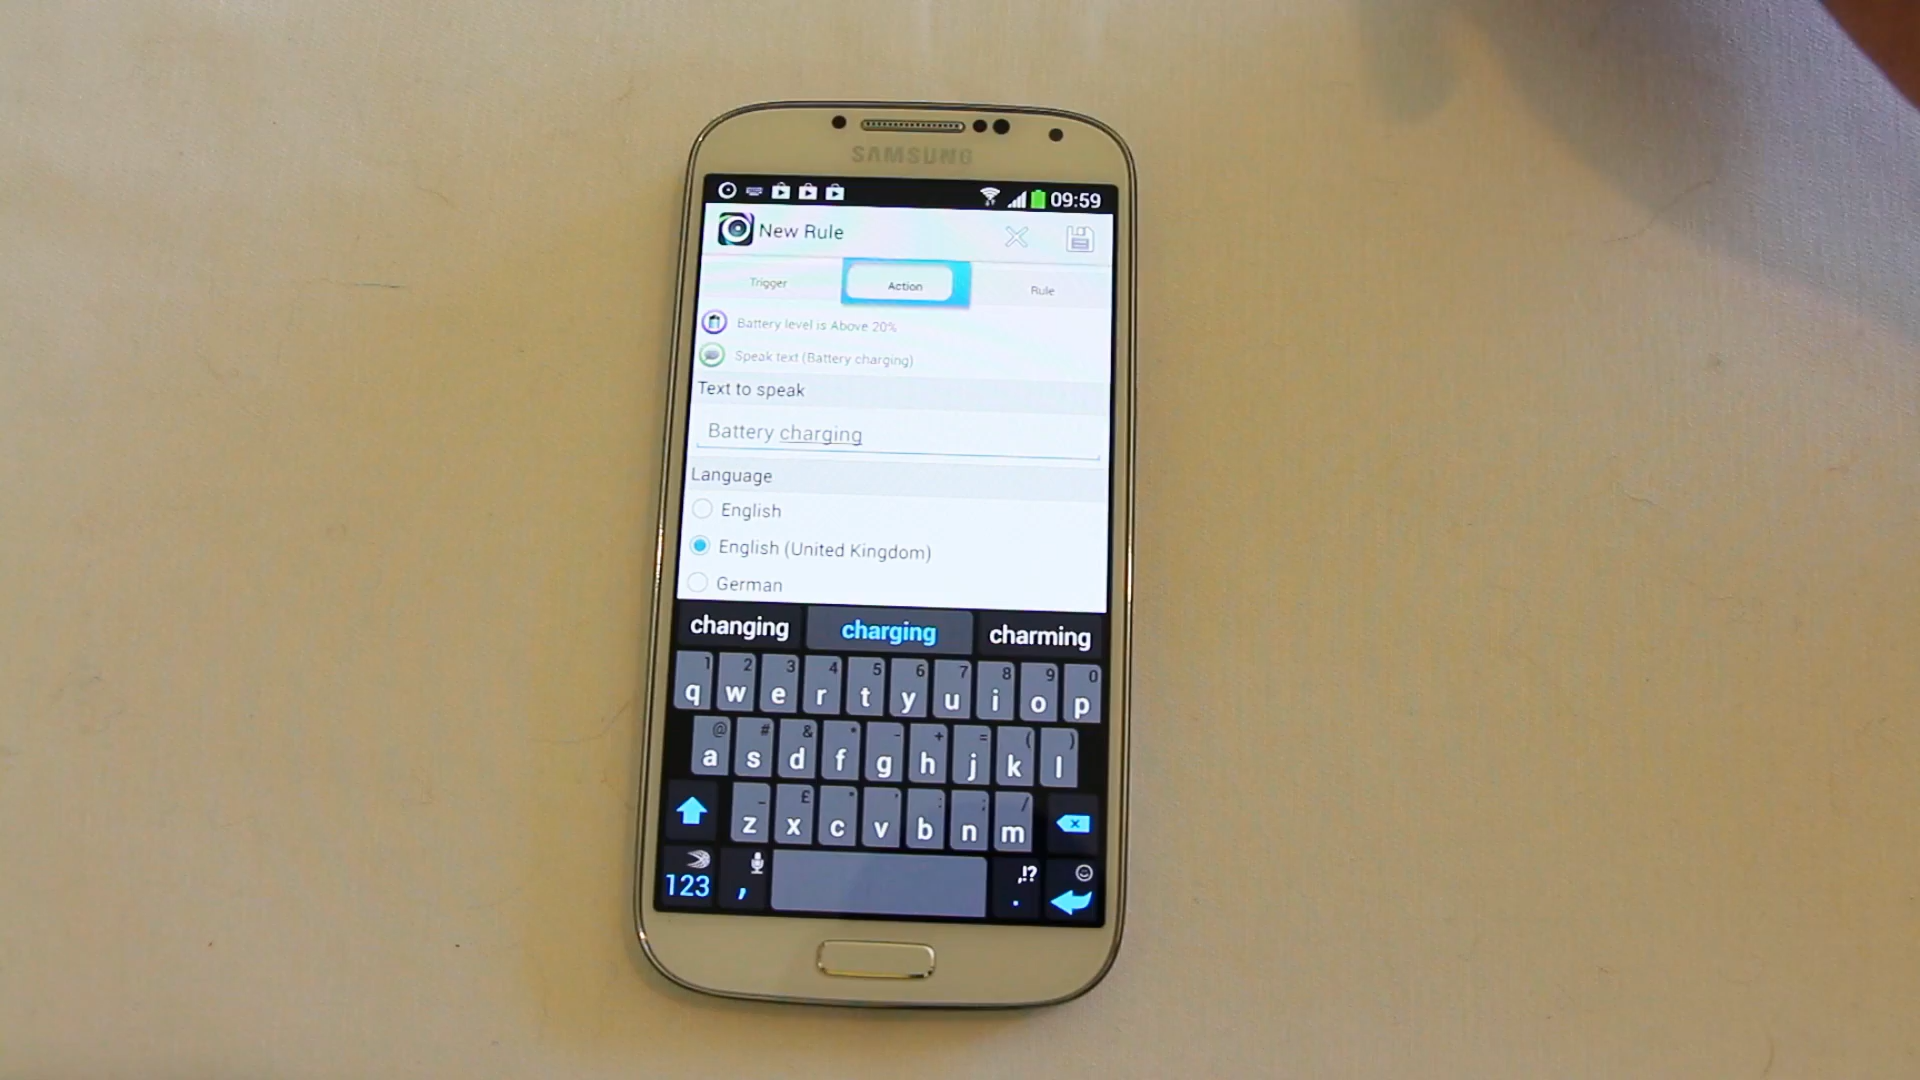 SAMSUNG
09:59
New Rule
Trigger Action Rule
Battery level is Above 20%
Speak text (Battery charging)
Text to speak
Battery charging
Language
English
English (United Kingdom)
German
changing charging charming
1 2 3 4 5 6 7 8 9 0
q w e r t y u i o p
@ # & * - + = ( )
a s d f g h j k l
_ £ " ' : ; /
z x c v b n m
,!?
123 , .